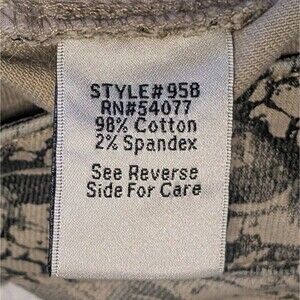 STYLE#958
RN#54077
98% Cotton
2% Spandex
See Reverse
Side For Care